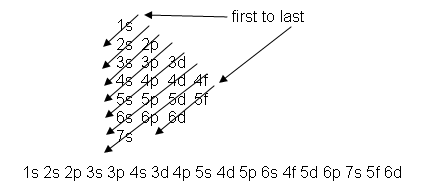 first to last
1s
2s 2p
3s 3p 3d
4s 4p 4d 4f
5s 5p 5d 5f
6s 6p 6d
7s
1s 2s 2p 3s 3p 4s 3d 4p 5s 4d 5p 6s 4f 5d 6p 7s 5f 6d